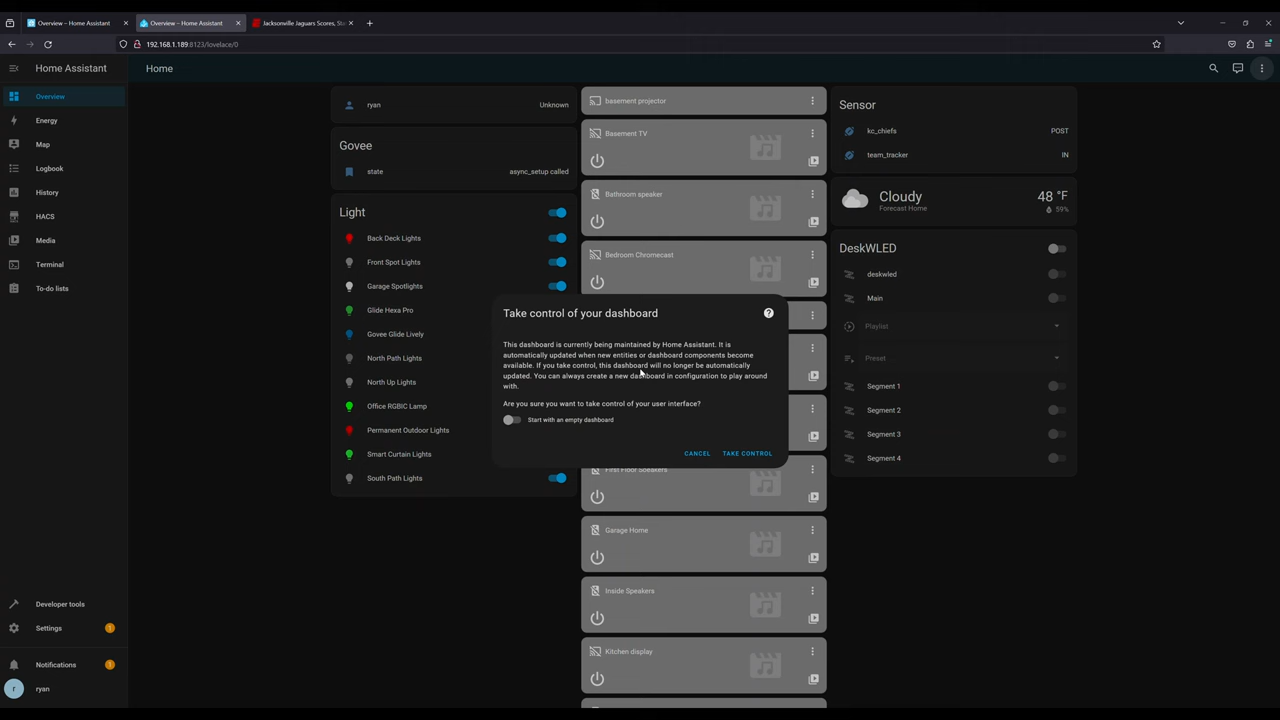 Overview – Home Assistant
Overview – Home Assistant
Jacksonville Jaguars Scores, Sta
192.168.1.189:8123/lovelace/0
Home Assistant
Home
Overview
Energy
Map
Logbook
History
HACS
Media
Terminal
To-do lists
Developer tools
Settings
1
Notifications
1
r
ryan
ryan
Unknown
Govee
state
async_setup called
Light
Back Deck Lights
Front Spot Lights
Garage Spotlights
Glide Hexa Pro
Govee Glide Lively
North Path Lights
North Up Lights
Office RGBIC Lamp
Permanent Outdoor Lights
Smart Curtain Lights
South Path Lights
basement projector
Basement TV
Bathroom speaker
Bedroom Chromecast
Take control of your dashboard
This dashboard is currently being maintained by Home Assistant. It is
automatically updated when new entities or dashboard components become
available. If you take control, this dashboard will no longer be automatically
updated. You can always create a new dashboard in configuration to play around
with.
Are you sure you want to take control of your user interface?
Start with an empty dashboard
CANCEL
TAKE CONTROL
First Floor Speakers
Garage Home
Inside Speakers
Kitchen display
Sensor
kc_chiefs
POST
team_tracker
IN
Cloudy
Forecast Home
48 °F
59%
DeskWLED
deskwled
Main
Playlist
Preset
Segment 1
Segment 2
Segment 3
Segment 4